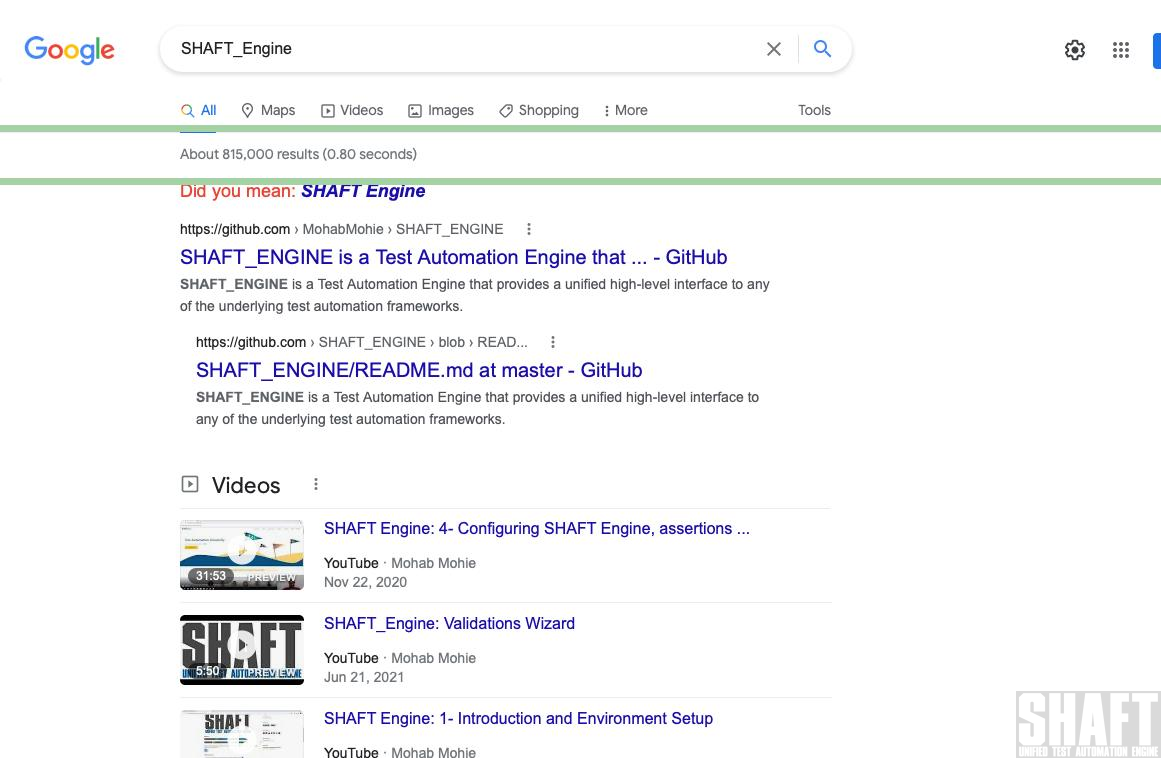 Google
SHAFT_Engine
All
Maps
Videos
Images
Shopping
More
Tools
About 815,000 results (0.80 seconds)
Did you mean: SHAFT Engine
https://github.com › MohabMohie › SHAFT_ENGINE
SHAFT_ENGINE is a Test Automation Engine that ... - GitHub
SHAFT_ENGINE is a Test Automation Engine that provides a unified high-level interface to any
of the underlying test automation frameworks.
https://github.com › SHAFT_ENGINE › blob › READ...
SHAFT_ENGINE/README.md at master - GitHub
SHAFT_ENGINE is a Test Automation Engine that provides a unified high-level interface to
any of the underlying test automation frameworks.
Videos
31:53
PREVIEW
SHAFT Engine: 4- Configuring SHAFT Engine, assertions ...
YouTube · Mohab Mohie
Nov 22, 2020
SHAFT
5:50
PREVIEW
SHAFT_Engine: Validations Wizard
YouTube · Mohab Mohie
Jun 21, 2021
SHAFT
SHAFT Engine: 1- Introduction and Environment Setup
YouTube · Mohab Mohie
SHAFT
UNIFIED TEST AUTOMATION ENGINE